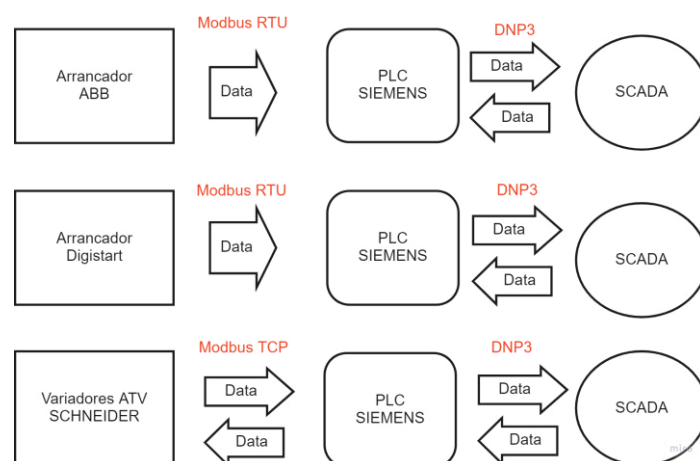 Modbus RTU
DNP3
Arrancador
ABB
Data
PLC
SIEMENS
Data
Data
SCADA
Modbus RTU
DNP3
Arrancador
Digistart
Data
PLC
SIEMENS
Data
Data
SCADA
Modbus TCP
DNP3
Variadores ATV
SCHNEIDER
Data
Data
PLC
SIEMENS
Data
Data
SCADA
miro